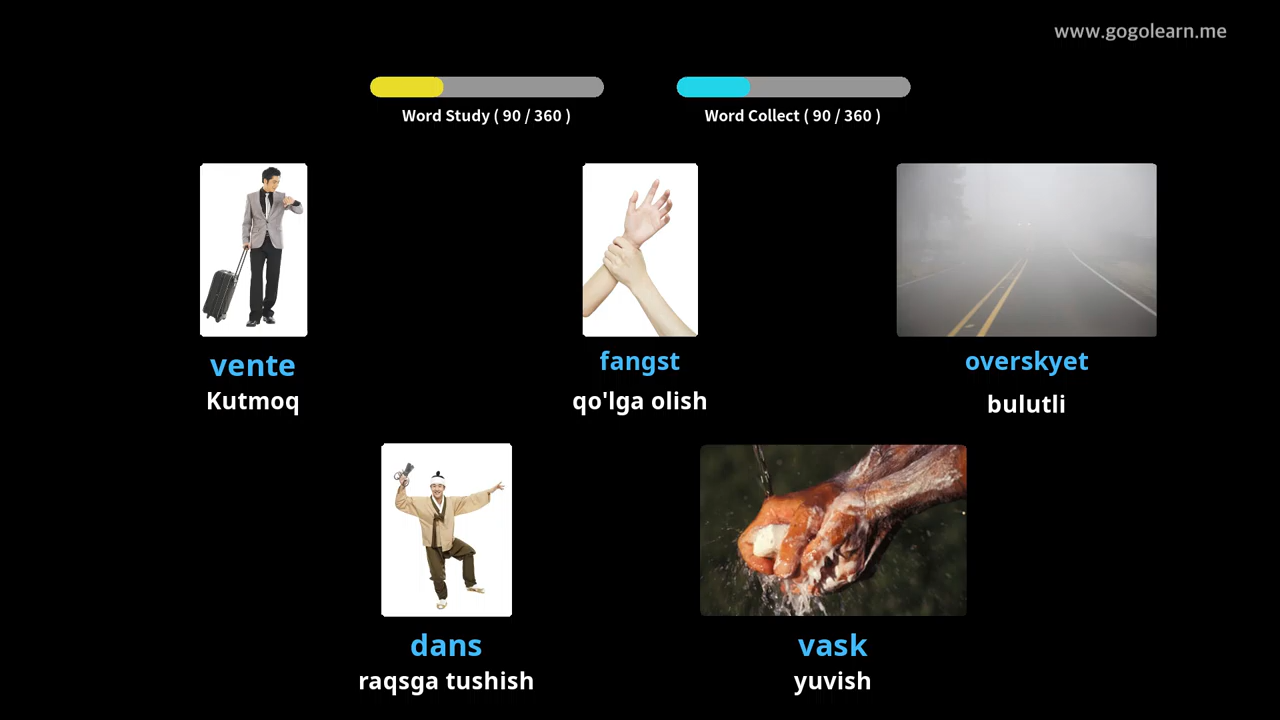 www.gogolearn.me
Word Study ( 90 / 360 )
Word Collect ( 90 / 360 )
vente
Kutmoq
fangst
qo'lga olish
overskyet
bulutli
dans
raqsga tushish
vask
yuvish